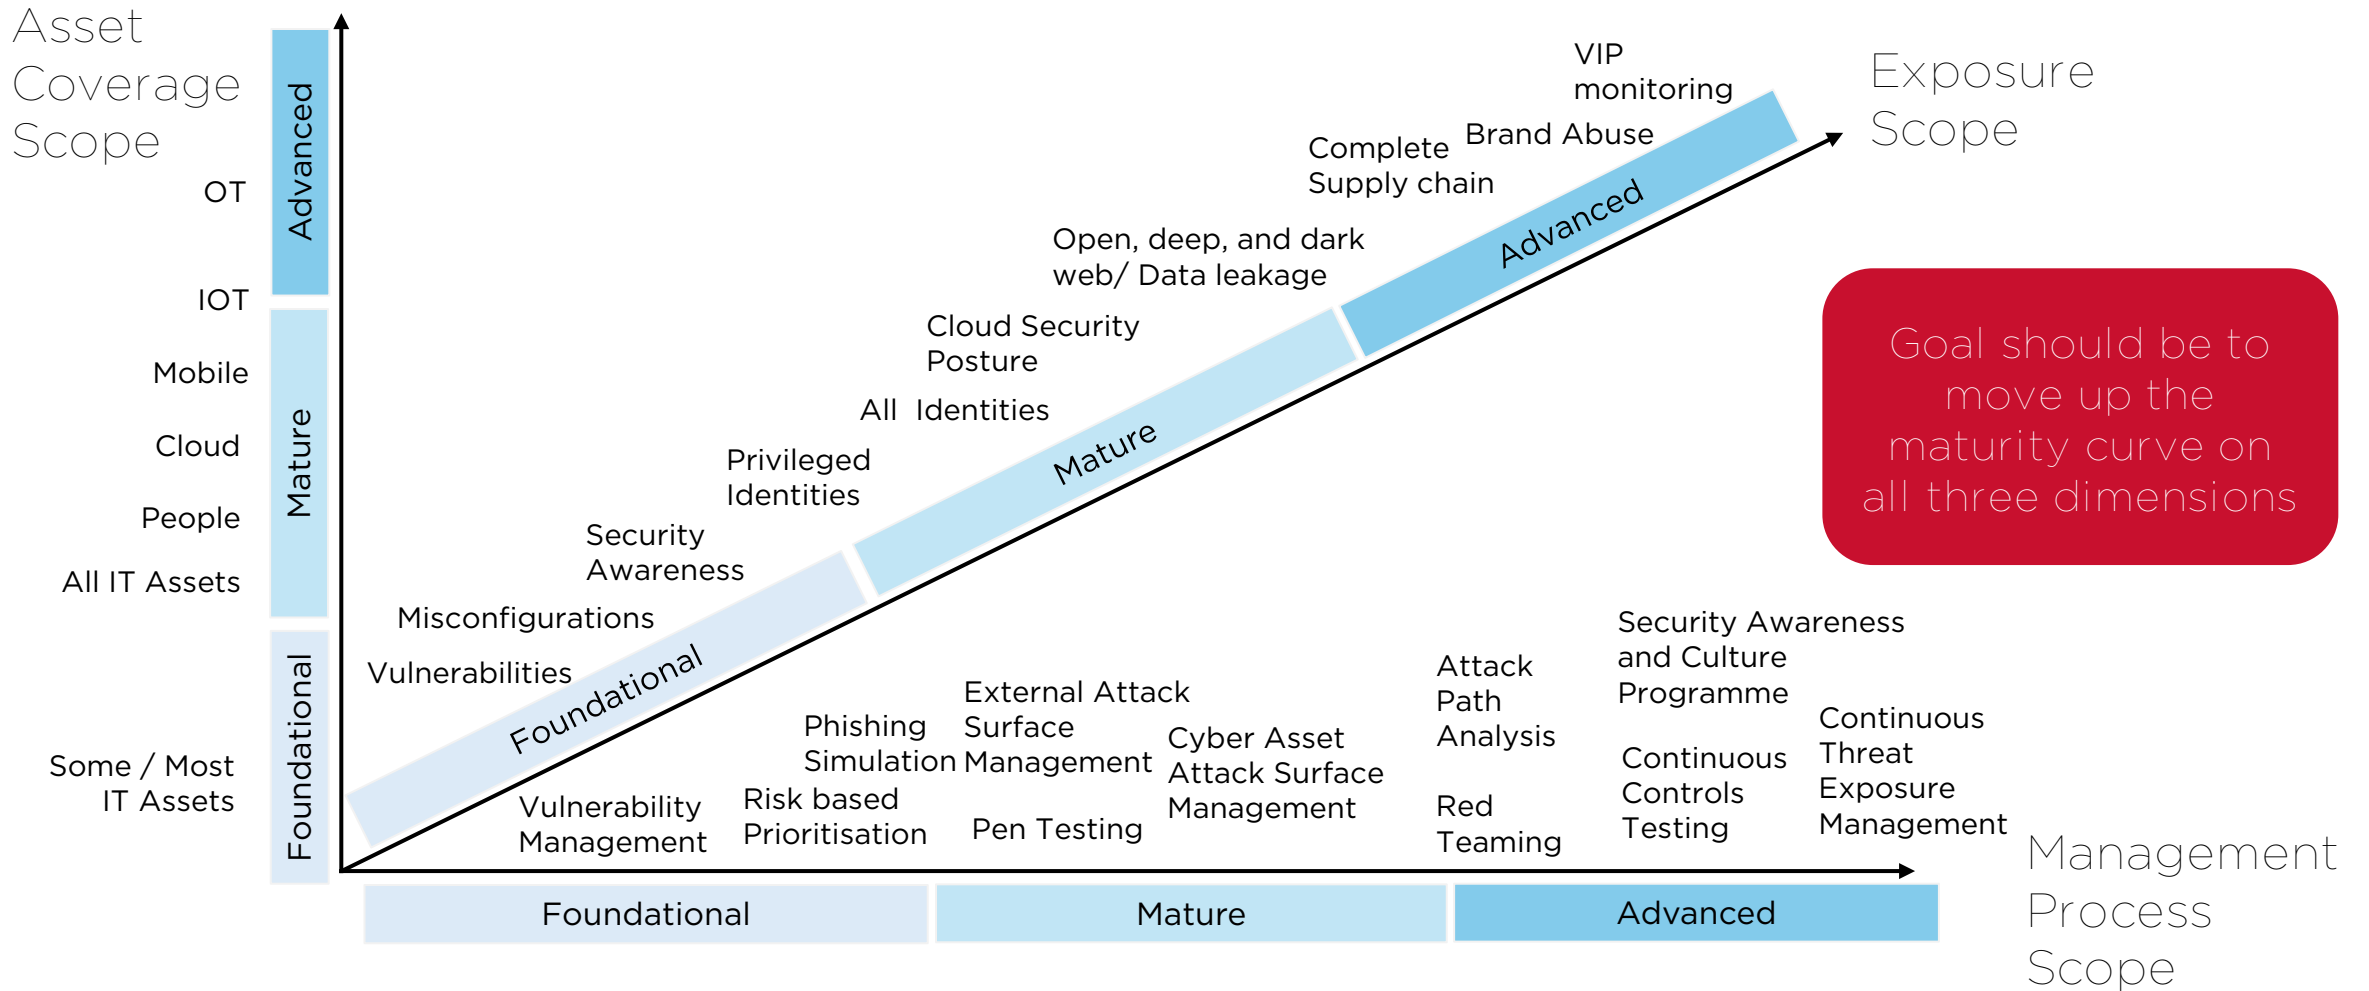 Asset
Coverage
Scope
Advanced
OT
IOT
Mature
Mobile
Cloud
People
All IT Assets
Foundational
Some / Most
IT Assets
VIP
monitoring
Exposure
Scope
Brand Abuse
Complete
Supply chain
Advanced
Open, deep, and dark
web/ Data leakage
Cloud Security
Posture
All  Identities
Mature
Privileged
Identities
Security
Awareness
Misconfigurations
Vulnerabilities
Foundational
Goal should be to
move up the
maturity curve on
all three dimensions
Vulnerability
Management
Phishing
Simulation
Risk based
Prioritisation
External Attack
Surface
Management
Pen Testing
Cyber Asset
Attack Surface
Management
Attack
Path
Analysis
Red
Teaming
Security Awareness
and Culture
Programme
Continuous
Controls
Testing
Continuous
Threat
Exposure
Management
Foundational
Mature
Advanced
Management
Process
Scope